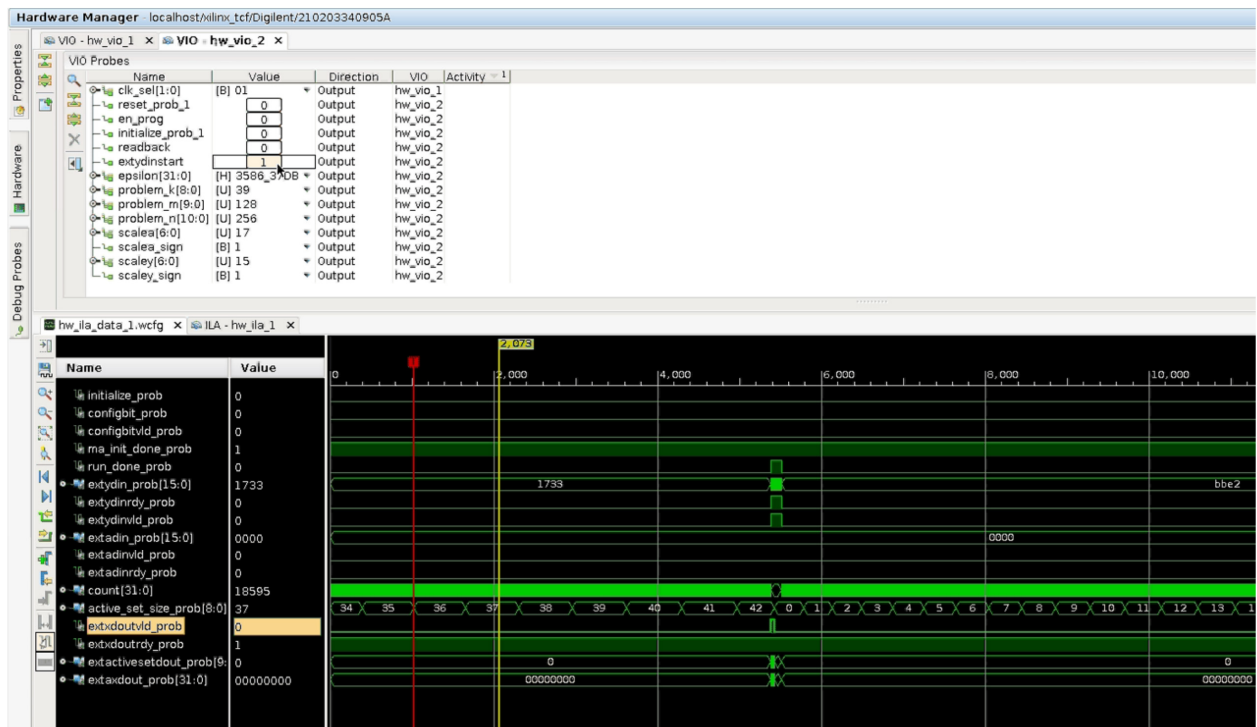 Hardware Manager - localhost/xilinx_tcf/Digilent/210203340905A
VIO - hw_vio_1 × VIO - hw_vio_2 ×
Properties
Hardware
Debug Probes
VIO Probes
Name Value Direction VIO Activity 1
clk_sel[1:0] [B] 01 Output hw_vio_1
reset_prob_1 0 Output hw_vio_2
en_prog 0 Output hw_vio_2
initialize_prob_1 0 Output hw_vio_2
readback 0 Output hw_vio_2
extydinstart 1 Output hw_vio_2
epsilon[31:0] [H] 3586_37DB Output hw_vio_2
problem_k[8:0] [U] 39 Output hw_vio_2
problem_m[9:0] [U] 128 Output hw_vio_2
problem_n[10:0] [U] 256 Output hw_vio_2
scalea[6:0] [U] 17 Output hw_vio_2
scalea_sign [B] 1 Output hw_vio_2
scaley[6:0] [U] 15 Output hw_vio_2
scaley_sign [B] 1 Output hw_vio_2
hw_ila_data_1.wcfg × ILA - hw_ila_1 ×
2,073
Name Value
0 2,000 4,000 6,000 8,000 10,000
initialize_prob 0
configbit_prob 0
configbitvld_prob 0
ma_init_done_prob 1
run_done_prob 0
extydin_prob[15:0] 1733 1733 bbe2
extydinrdy_prob 0
extydinvld_prob 0
extadin_prob[15:0] 0000 0000
extadinvld_prob 0
extadinrdy_prob 0
count[31:0] 18595
active_set_size_prob[8:0] 37 34 35 36 37 38 39 40 41 42 0 1 2 3 4 5 6 7 8 9 10 11 12 13
extxdoutvld_prob 0
extxdoutrdy_prob 1
extactivesetdout_prob[9: 0 0 0
extaxdout_prob[31:0] 00000000 00000000 00000000